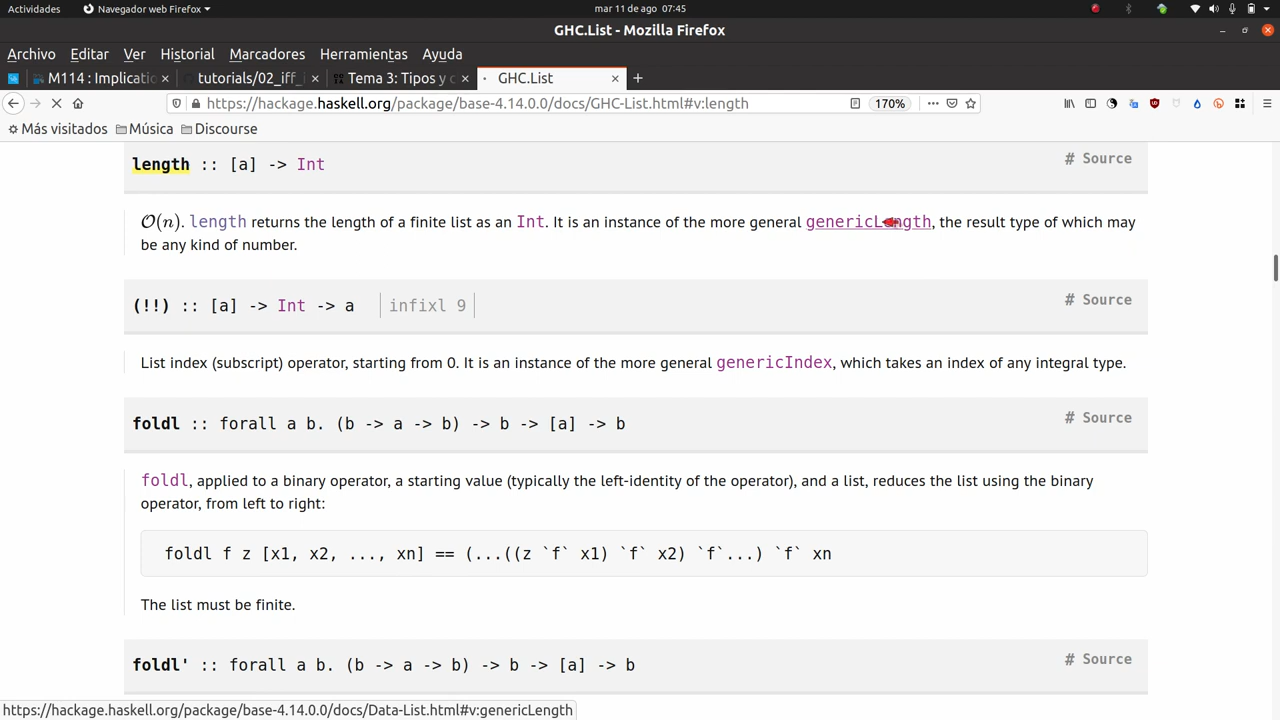 Actividades Navegador web Firefox mar 11 de ago 07:45
GHC.List - Mozilla Firefox
Archivo Editar Ver Historial Marcadores Herramientas Ayuda
M114 : Implicatio tutorials/02_iff_i Tema 3: Tipos y c GHC.List
https://hackage.haskell.org/package/base-4.14.0.0/docs/GHC-List.html#v:length 170%
Más visitados Música Discourse
length :: [a] -> Int # Source
O(n). length returns the length of a finite list as an Int. It is an instance of the more general genericLength, the result type of which may
be any kind of number.
(!!) :: [a] -> Int -> a infixl 9 # Source
List index (subscript) operator, starting from 0. It is an instance of the more general genericIndex, which takes an index of any integral type.
foldl :: forall a b. (b -> a -> b) -> b -> [a] -> b # Source
foldl, applied to a binary operator, a starting value (typically the left-identity of the operator), and a list, reduces the list using the binary
operator, from left to right:
foldl f z [x1, x2, ..., xn] == (...((z `f` x1) `f` x2) `f`...) `f` xn
The list must be finite.
foldl' :: forall a b. (b -> a -> b) -> b -> [a] -> b # Source
https://hackage.haskell.org/package/base-4.14.0.0/docs/Data-List.html#v:genericLength